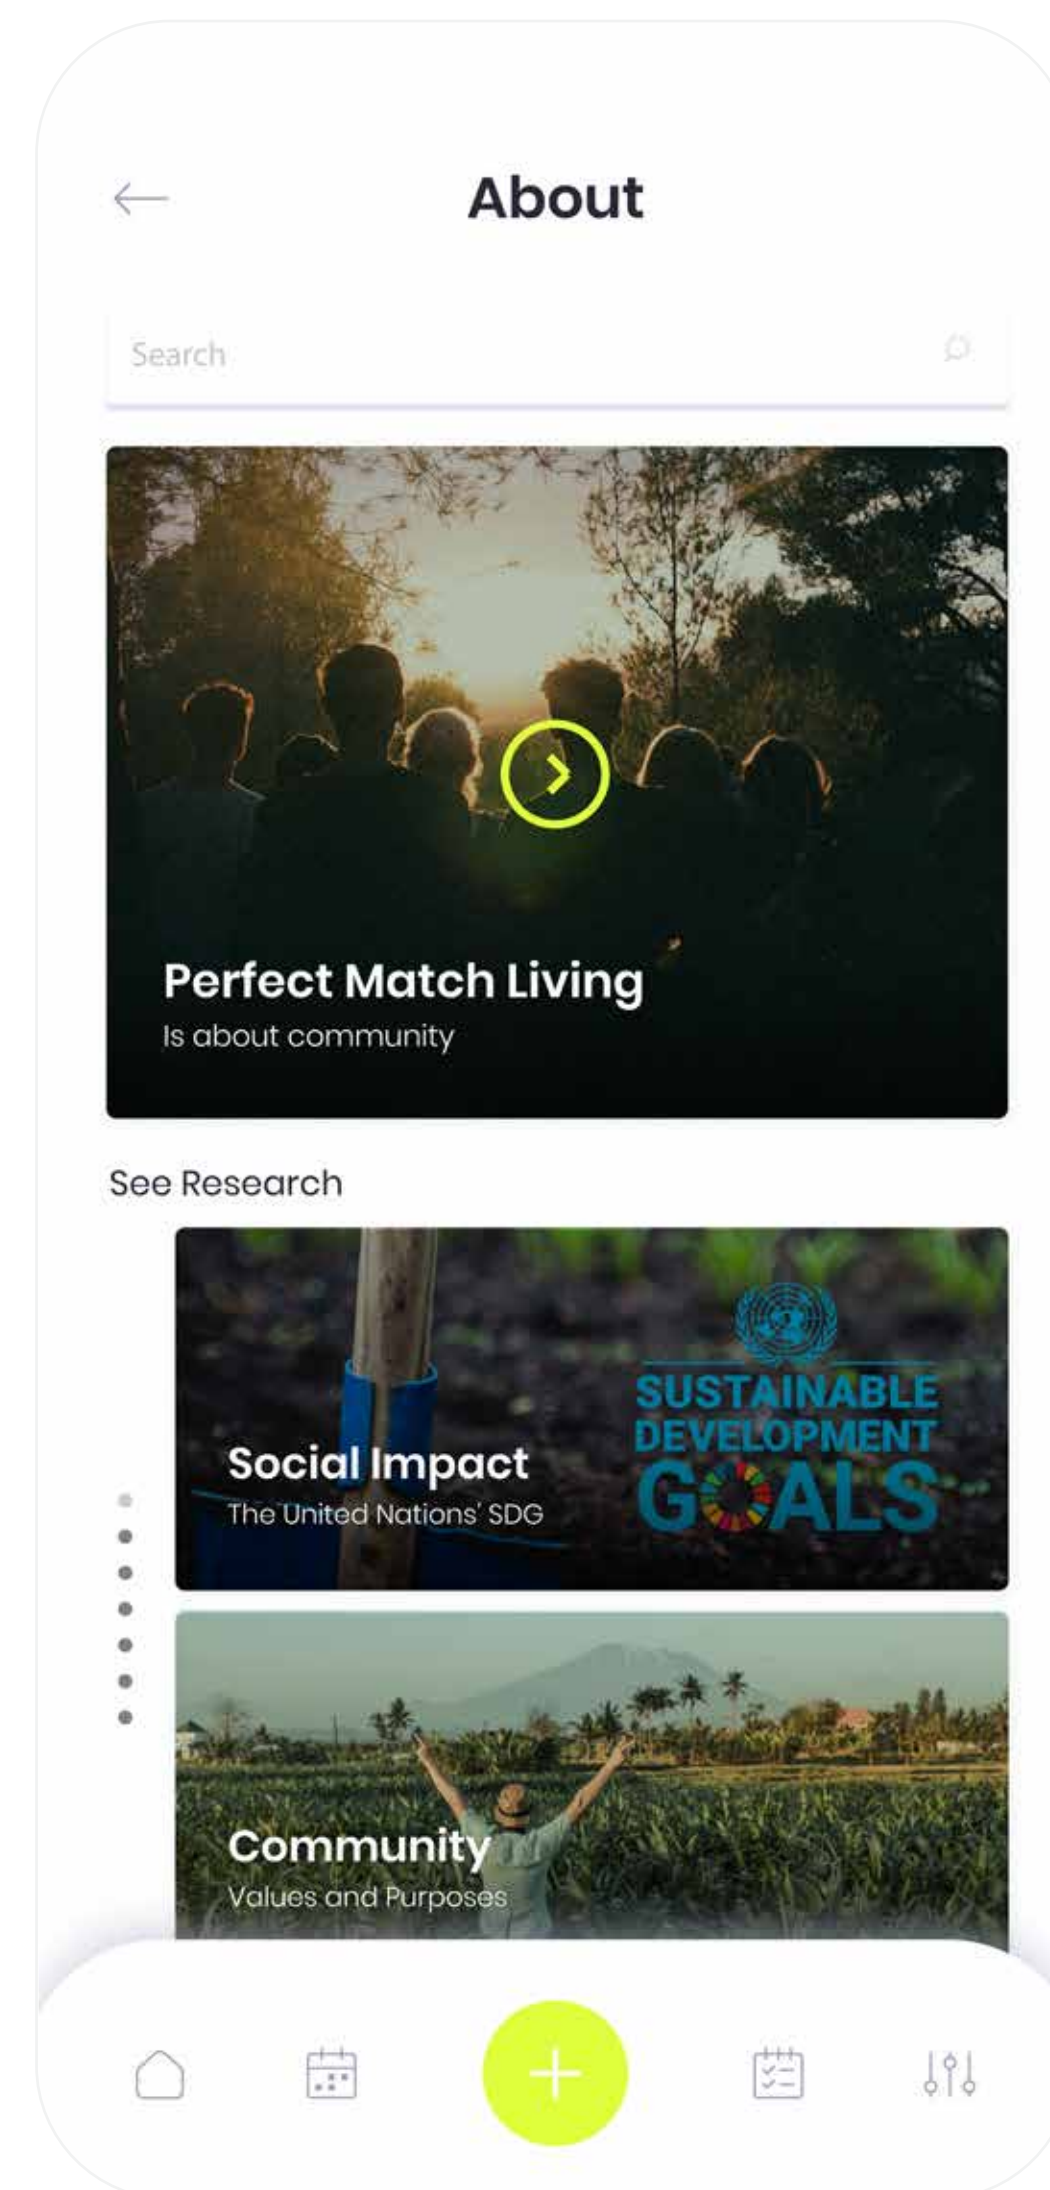 About
Search
Perfect Match Living
Is about community
See Research
SUSTAINABLE
DEVELOPMENT
GOALS
Social Impact
The United Nations' SDG
Community
Values and Purposes